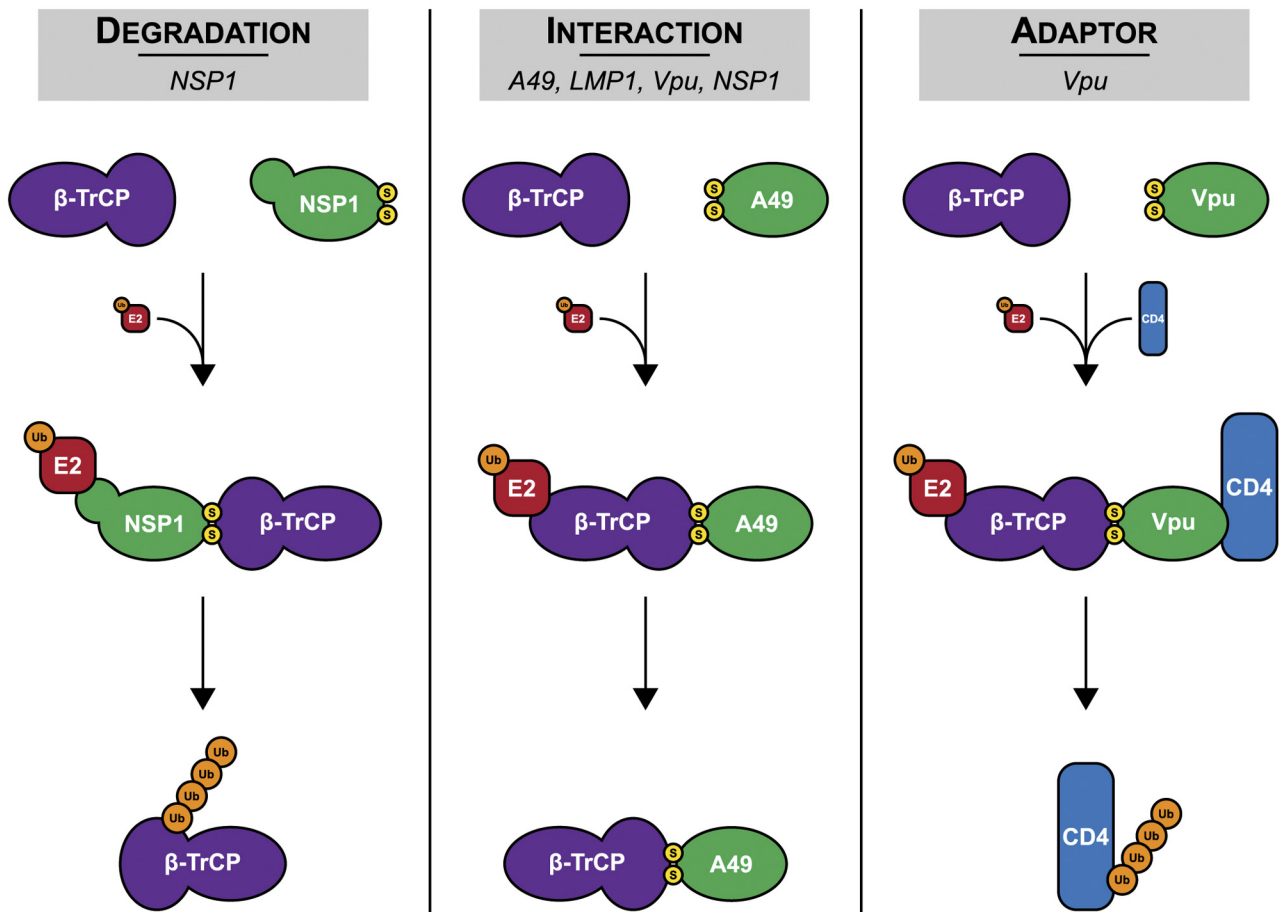 DEGRADATION
NSP1
β-TrCP
NSP1
S
S
Ub
E2
Ub
E2
NSP1
S
S
β-TrCP
Ub
Ub
Ub
Ub
β-TrCP
INTERACTION
A49, LMP1, Vpu, NSP1
β-TrCP
S
S
A49
Ub
E2
Ub
E2
β-TrCP
S
S
A49
β-TrCP
S
S
A49
ADAPTOR
Vpu
β-TrCP
S
S
Vpu
Ub
E2
CD4
Ub
E2
β-TrCP
S
S
Vpu
CD4
CD4
Ub
Ub
Ub
Ub